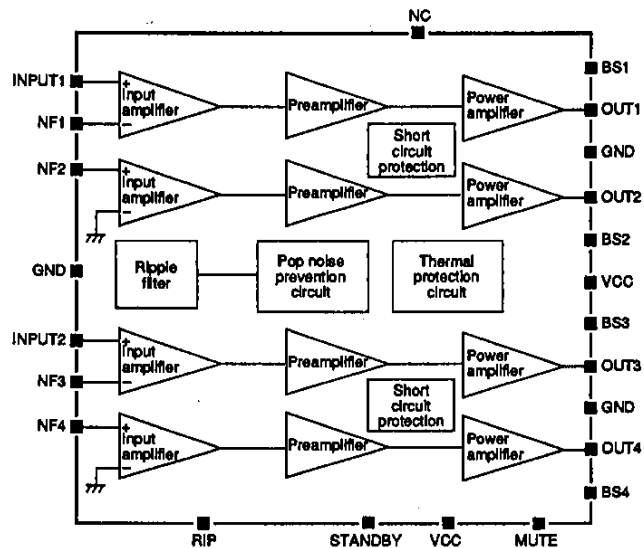 NC
INPUT1
BS1
+
Input
amplifier
−
Preamplifier
Power
amplifier
OUT1
NF1
Short
circuit
protection
GND
NF2
+
Input
amplifier
−
Preamplifier
Power
amplifier
OUT2
BS2
GND
Ripple
filter
Pop noise
prevention
circuit
Thermal
protection
circuit
VCC
BS3
INPUT2
+
Input
amplifier
−
Preamplifier
Power
amplifier
OUT3
NF3
Short
circuit
protection
GND
NF4
+
Input
amplifier
−
Preamplifier
Power
amplifier
OUT4
BS4
RIP
STANDBY
VCC
MUTE